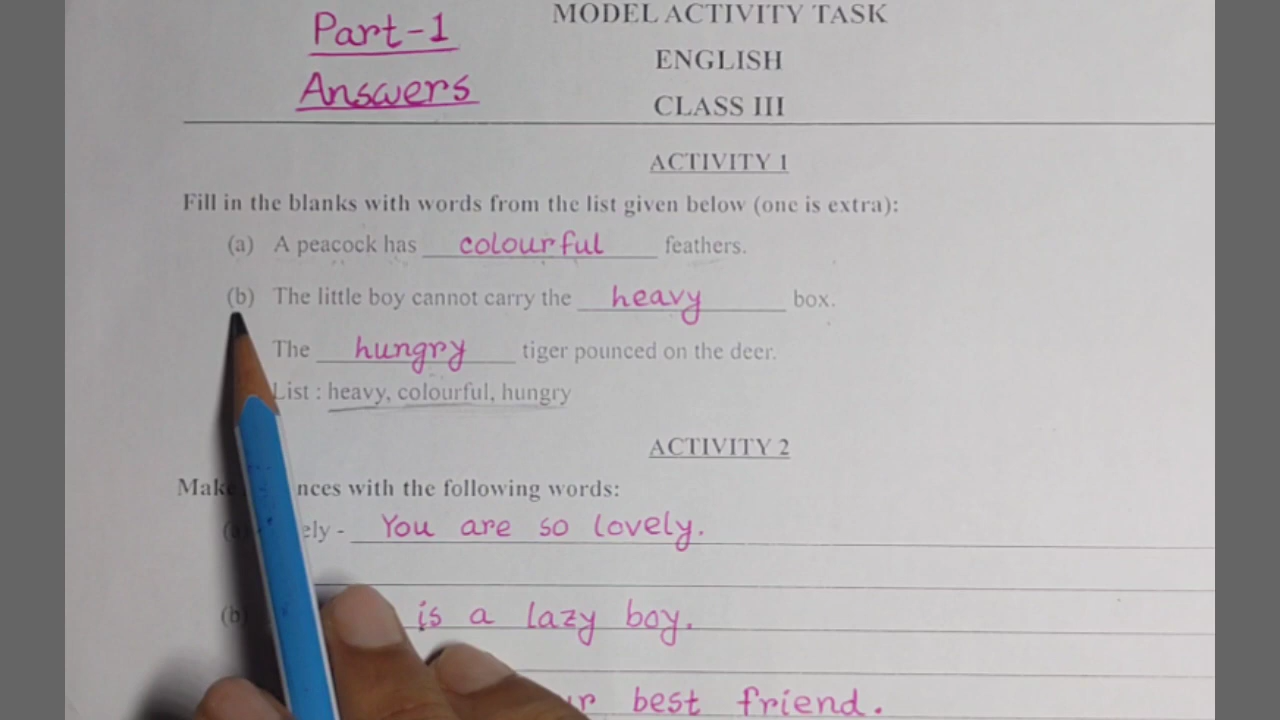 Part-1
Answers
MODEL ACTIVITY TASK
ENGLISH
CLASS III
ACTIVITY 1
Fill in the blanks with words from the list given below (one is extra):
(a) A peacock has colourful feathers.
(b) The little boy cannot carry the heavy box.
The hungry tiger pounced on the deer.
List : heavy, colourful, hungry
ACTIVITY 2
with the following words:
You are so lovely.
(b) is a lazy boy.
best friend.